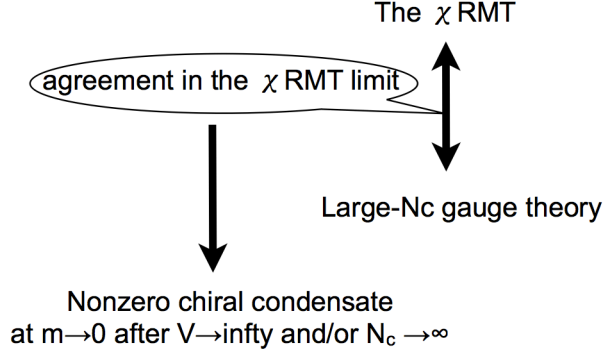 The χRMT
agreement in the χRMT limit
Large-Nc gauge theory
Nonzero chiral condensate
at m→0 after V→infty and/or Nc →∞